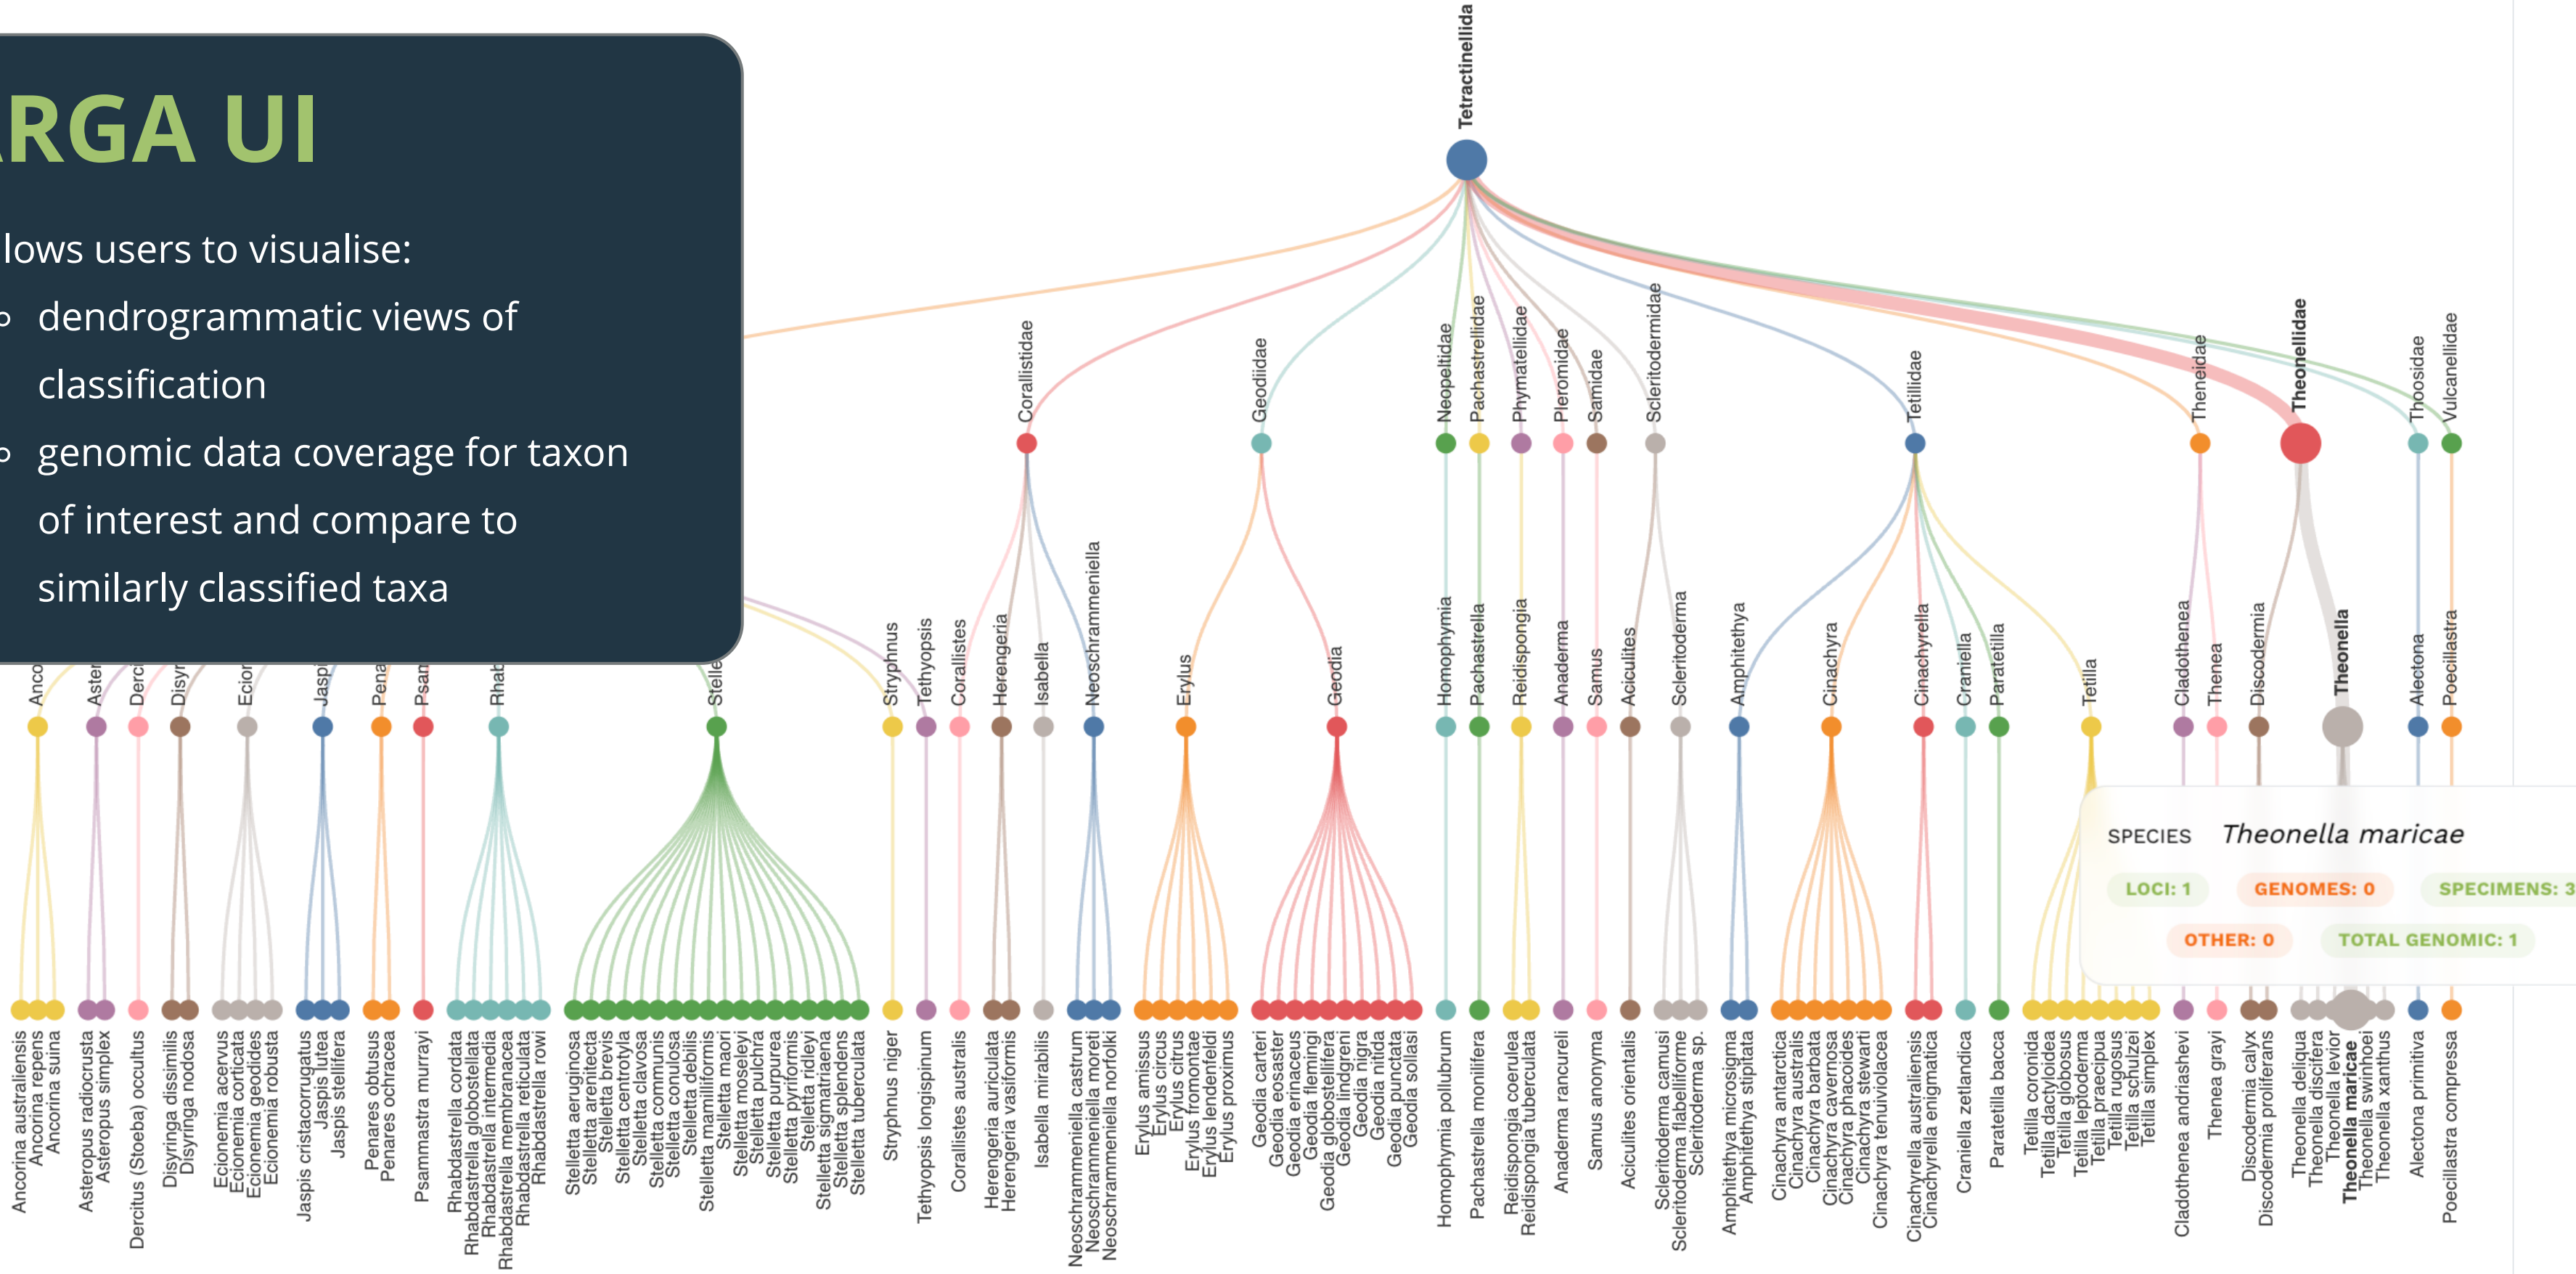 ARGA UI
lows users to visualise:
dendrogrammatic views of
classification
genomic data coverage for taxon
of interest and compare to
similarly classified taxa
Tetractinellida
Corallistidae
Geodiidae
Neopeltidae
Pachastrellidae
Phymatellidae
Pleromidae
Samidae
Scleritodermidae
Tetillidae
Theneidae
Theonellidae
Thoosidae
Vulcanellidae
Anco
Aster
Derci
Disyr
Ecior
Jaspi
Pena
Psam
Rhab
Stelle
Stryphnus
Tethyopsis
Corallistes
Herengeria
Isabella
Neoschrammeniella
Erylus
Geodia
Homophymia
Pachastrella
Reidispongia
Anaderma
Samus
Aciculites
Scleritoderma
Amphitethya
Cinachyra
Cinachyrella
Craniella
Paratetilla
Tetilla
Cladothenea
Thenea
Discodermia
Theonella
Alectona
Poecillastra
SPECIES Theonella maricae
LOCI: 1 GENOMES: 0 SPECIMENS: 3
OTHER: 0 TOTAL GENOMIC: 1
Ancorina australiensis
Ancorina repens
Ancorina suina
Asteropus radiocrusta
Asteropus simplex
Dercitus (Stoeba) occultus
Disyringa dissimilis
Disyringa nodosa
Ecionemia acervus
Ecionemia corticata
Ecionemia geodides
Ecionemia robusta
Jaspis cristacorrugatus
Jaspis lutea
Jaspis stellifera
Penares obtusus
Penares ochracea
Psammastra murrayi
Rhabdastrella cordata
Rhabdastrella globostellata
Rhabdastrella intermedia
Rhabdastrella membranacea
Rhabdastrella reticulata
Rhabdastrella rowi
Stelletta aeruginosa
Stelletta arenitecta
Stelletta brevis
Stelletta centrotyla
Stelletta clavosa
Stelletta communis
Stelletta conulosa
Stelletta debilis
Stelletta mamilliformis
Stelletta maori
Stelletta moseleyi
Stelletta pulchra
Stelletta purpurea
Stelletta pyriformis
Stelletta ridleyi
Stelletta sigmatriaena
Stelletta splendens
Stelletta tuberculata
Stryphnus niger
Tethyopsis longispinum
Corallistes australis
Herengeria auriculata
Herengeria vasiformis
Isabella mirabilis
Neoschrammeniella castrum
Neoschrammeniella moreti
Neoschrammeniella norfolki
Erylus amissus
Erylus circus
Erylus citrus
Erylus fromontae
Erylus lendenfeldi
Erylus proximus
Geodia carteri
Geodia eosaster
Geodia erinaceus
Geodia flemingi
Geodia globostellifera
Geodia lindgreni
Geodia nigra
Geodia nitida
Geodia punctata
Geodia sollasi
Homophymia pollubrum
Pachastrella monilifera
Reidispongia coerulea
Reidispongia tuberculata
Anaderma rancureli
Samus anonyma
Aciculites orientalis
Scleritoderma camusi
Scleritoderma flabelliforme
Scleritoderma sp.
Amphitethya microsigma
Amphitethya stipitata
Cinachyra antarctica
Cinachyra australis
Cinachyra barbata
Cinachyra cavernosa
Cinachyra phacoides
Cinachyra stewarti
Cinachyra tenuiviolacea
Cinachyrella australiensis
Cinachyrella enigmatica
Craniella zetlandica
Paratetilla bacca
Tetilla coronida
Tetilla dactyloidea
Tetilla globosus
Tetilla leptoderma
Tetilla praecipua
Tetilla rugosus
Tetilla schulzei
Tetilla simplex
Cladothenea andriashevi
Thenea grayi
Discodermia calyx
Discodermia proliferans
Theonella deliqua
Theonella discifera
Theonella levior
Theonella maricae
Theonella swinhoei
Theonella xanthus
Alectona primitiva
Poecillastra compressa